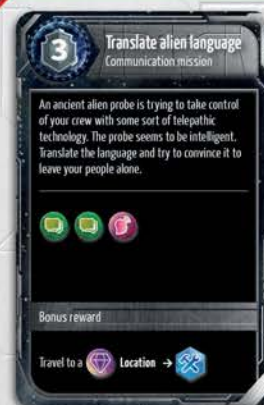 3
Translate alien language
Communication mission
An ancient alien probe is trying to take control
of your crew with some sort of telepathic
technology. The probe seems to be intelligent.
Translate the language and try to convince it to
leave your people alone.
Bonus reward
Travel to a Location →